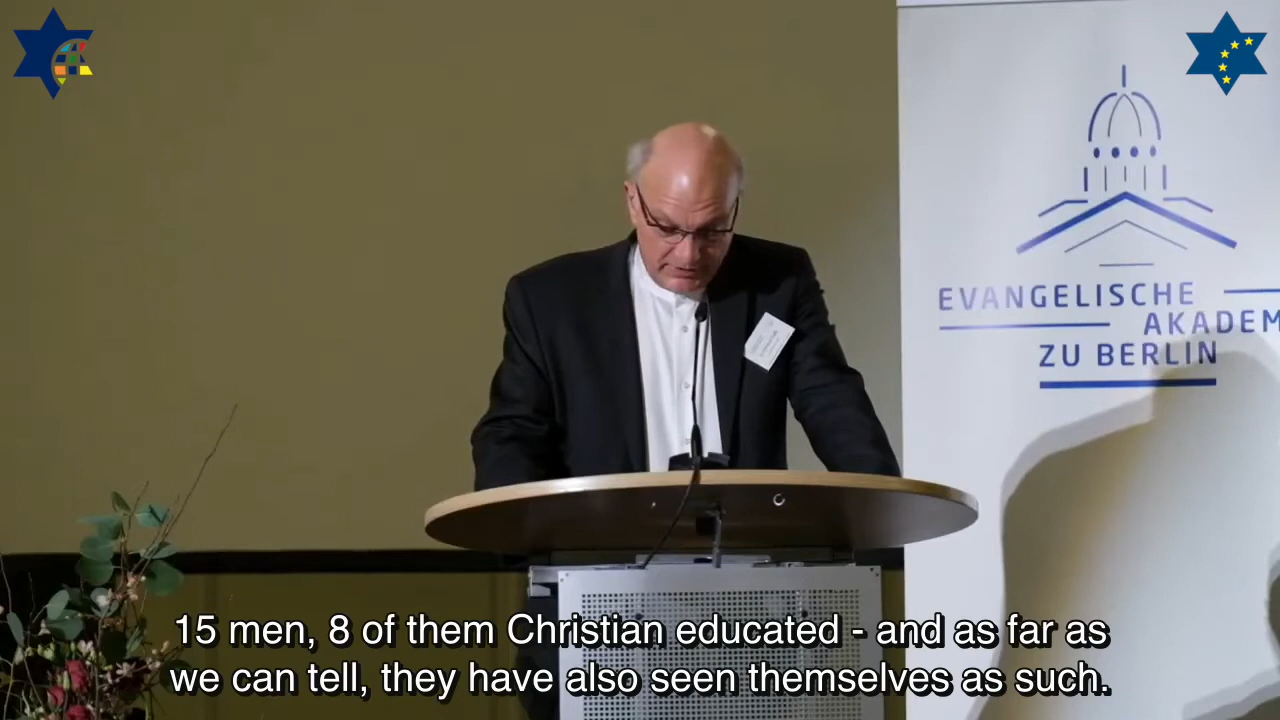 EVANGELISCHE
AKADEM
ZU BERLIN
15 men, 8 of them Christian educated - and as far as
we can tell, they have also seen themselves as such.